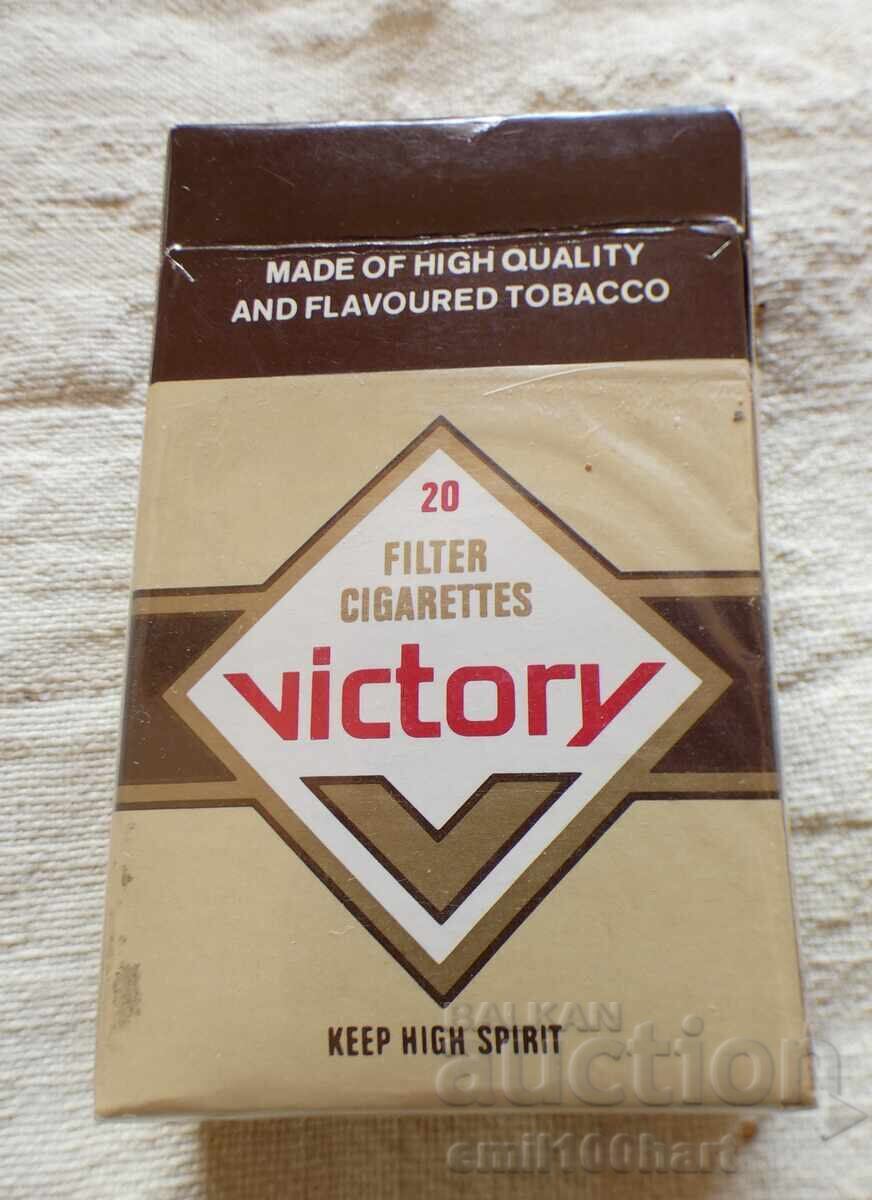 MADE OF HIGH QUALITY
AND FLAVOURED TOBACCO
20
FILTER
CIGARETTES
victory
V
KEEP HIGH SPIRIT
BALKAN
auction
emil100hart